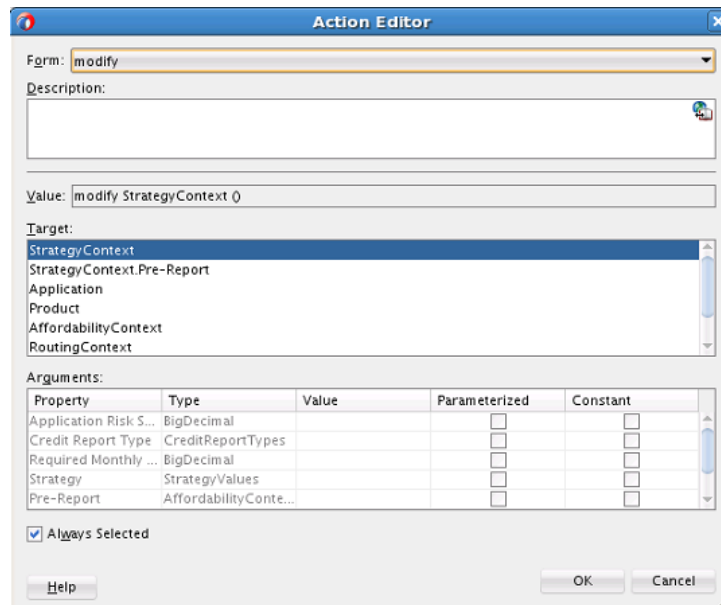 Action Editor
Form: modify
Description:
Value: modify StrategyContext ()
Target:
StrategyContext
StrategyContext.Pre-Report
Application
Product
AffordabilityContext
RoutingContext
Arguments:
Property Type Value Parameterized Constant
Application Risk S... BigDecimal
Credit Report Type CreditReportTypes
Required Monthly ... BigDecimal
Strategy StrategyValues
Pre-Report AffordabilityConte...
Always Selected
Help OK Cancel